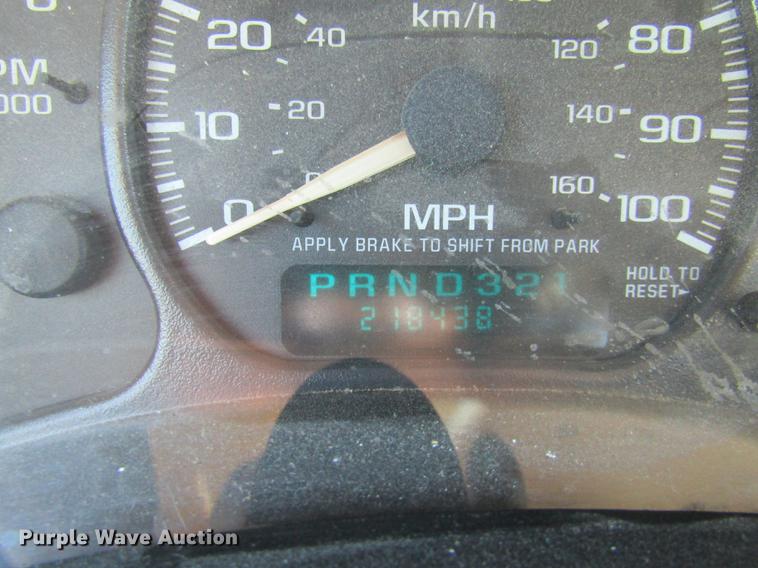 km/h
20 40 120 80
PM
000
10 20 140 90
0 0 160 100
MPH
APPLY BRAKE TO SHIFT FROM PARK
HOLD TO
RESET
PRND321
218438
Purple Wave Auction